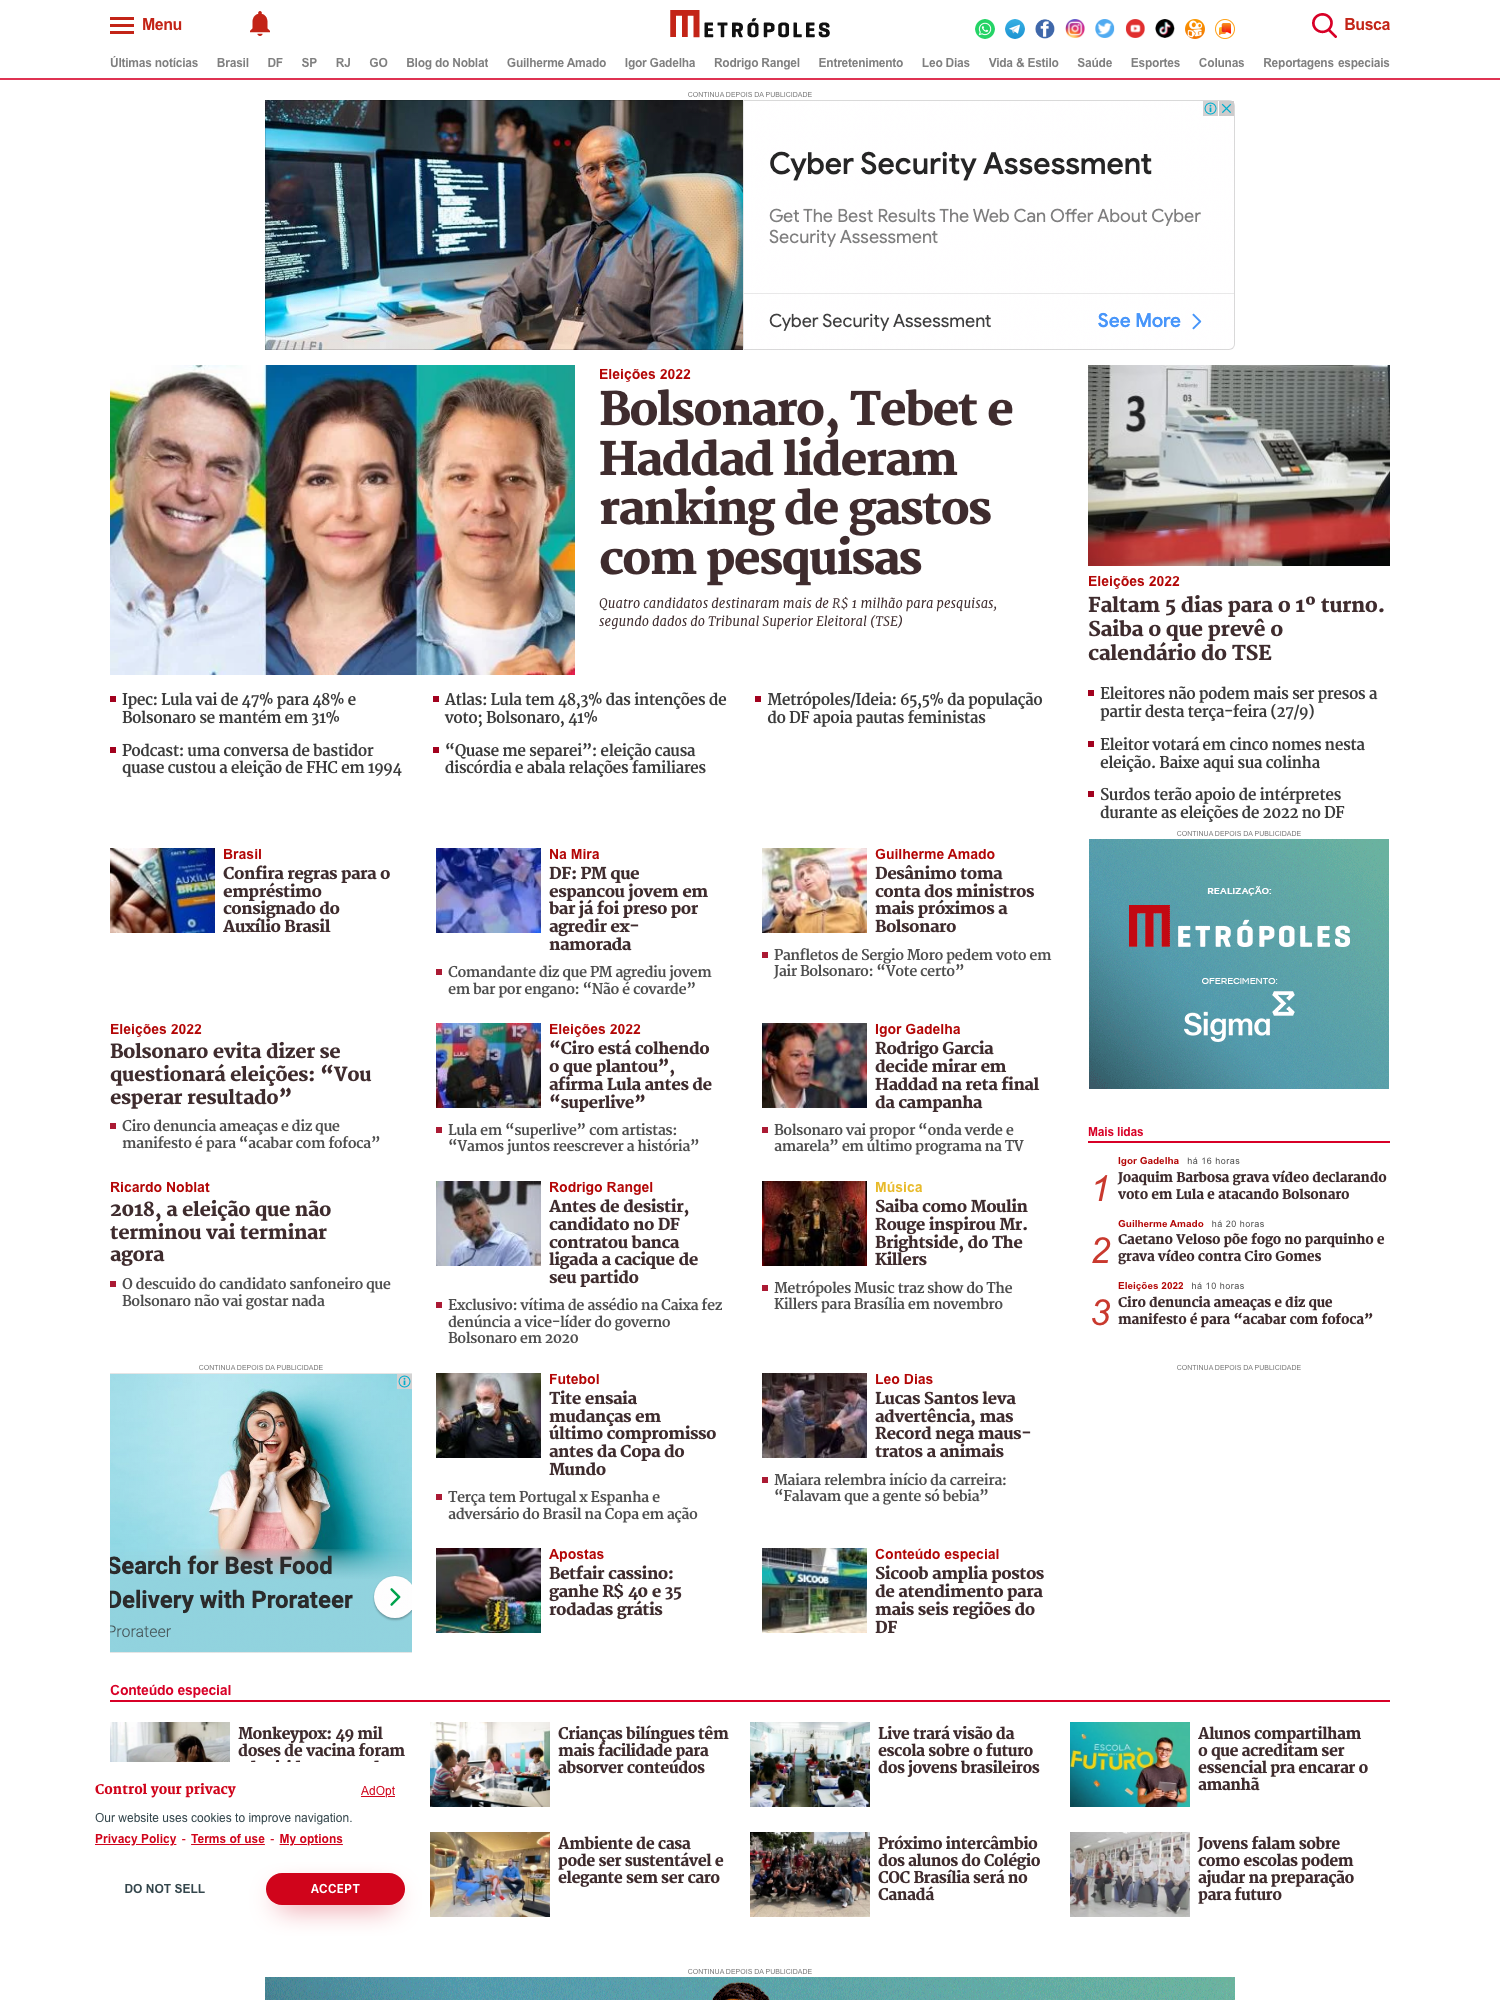 Menu
METRÓPOLES
Busca
Últimas notícias Brasil DF SP RJ GO Blog do Noblat Guilherme Amado Igor Gadelha Rodrigo Rangel Entretenimento Leo Dias Vida & Estilo Saúde Esportes Colunas Reportagens especiais
CONTINUA DEPOIS DA PUBLICIDADE
Cyber Security Assessment
Get The Best Results The Web Can Offer About Cyber
Security Assessment
Cyber Security Assessment
See More
Eleições 2022
Bolsonaro, Tebet e
Haddad lideram
ranking de gastos
com pesquisas
Quatro candidatos destinaram mais de R$ 1 milhão para pesquisas,
segundo dados do Tribunal Superior Eleitoral (TSE)
Ipec: Lula vai de 47% para 48% e
Bolsonaro se mantém em 31%
Atlas: Lula tem 48,3% das intenções de
voto; Bolsonaro, 41%
Metrópoles/Ideia: 65,5% da população
do DF apoia pautas feministas
Podcast: uma conversa de bastidor
quase custou a eleição de FHC em 1994
“Quase me separei”: eleição causa
discórdia e abala relações familiares
3
03
TSE
Eleições 2022
Faltam 5 dias para o 1º turno.
Saiba o que prevê o
calendário do TSE
Eleitores não podem mais ser presos a
partir desta terça-feira (27/9)
Eleitor votará em cinco nomes nesta
eleição. Baixe aqui sua colinha
Surdos terão apoio de intérpretes
durante as eleições de 2022 no DF
CONTINUA DEPOIS DA PUBLICIDADE
REALIZAÇÃO:
METRÓPOLES
OFERECIMENTO:
Sigma
AUXÍLIO
BRASIL
Brasil
Confira regras para o
empréstimo
consignado do
Auxílio Brasil
Na Mira
DF: PM que
espancou jovem em
bar já foi preso por
agredir ex-
namorada
Comandante diz que PM agrediu jovem
em bar por engano: “Não é covarde”
Guilherme Amado
Desânimo toma
conta dos ministros
mais próximos a
Bolsonaro
Panfletos de Sergio Moro pedem voto em
Jair Bolsonaro: “Vote certo”
Eleições 2022
Bolsonaro evita dizer se
questionará eleições: “Vou
esperar resultado”
Ciro denuncia ameaças e diz que
manifesto é para “acabar com fofoca”
13
13
Eleições 2022
“Ciro está colhendo
o que plantou”,
afirma Lula antes de
“superlive”
Lula em “superlive” com artistas:
“Vamos juntos reescrever a história”
Igor Gadelha
Rodrigo Garcia
decide mirar em
Haddad na reta final
da campanha
Bolsonaro vai propor “onda verde e
amarela” em último programa na TV
Ricardo Noblat
2018, a eleição que não
terminou vai terminar
agora
O descuido do candidato sanfoneiro que
Bolsonaro não vai gostar nada
Rodrigo Rangel
Antes de desistir,
candidato no DF
contratou banca
ligada a cacique de
seu partido
Exclusivo: vítima de assédio na Caixa fez
denúncia a vice-líder do governo
Bolsonaro em 2020
Música
Saiba como Moulin
Rouge inspirou Mr.
Brightside, do The
Killers
Metrópoles Music traz show do The
Killers para Brasília em novembro
Mais lidas
1
Igor Gadelha há 16 horas
Joaquim Barbosa grava vídeo declarando
voto em Lula e atacando Bolsonaro
2
Guilherme Amado há 20 horas
Caetano Veloso põe fogo no parquinho e
grava vídeo contra Ciro Gomes
3
Eleições 2022 há 10 horas
Ciro denuncia ameaças e diz que
manifesto é para “acabar com fofoca”
CONTINUA DEPOIS DA PUBLICIDADE
CONTINUA DEPOIS DA PUBLICIDADE
Search for Best Food
Delivery with Prorateer
Prorateer
Futebol
Tite ensaia
mudanças em
último compromisso
antes da Copa do
Mundo
Terça tem Portugal x Espanha e
adversário do Brasil na Copa em ação
Leo Dias
Lucas Santos leva
advertência, mas
Record nega maus-
tratos a animais
Maiara relembra início da carreira:
“Falavam que a gente só bebia”
Apostas
Betfair cassino:
ganhe R$ 40 e 35
rodadas grátis
SICOOB
Conteúdo especial
Sicoob amplia postos
de atendimento para
mais seis regiões do
DF
Conteúdo especial
Monkeypox: 49 mil
doses de vacina foram
Crianças bilíngues têm
mais facilidade para
absorver conteúdos
Live trará visão da
escola sobre o futuro
dos jovens brasileiros
ESCOLA
FUTURO
Alunos compartilham
o que acreditam ser
essencial pra encarar o
amanhã
Control your privacy
AdOpt
Our website uses cookies to improve navigation.
Privacy Policy - Terms of use - My options
DO NOT SELL
ACCEPT
Ambiente de casa
pode ser sustentável e
elegante sem ser caro
Próximo intercâmbio
dos alunos do Colégio
COC Brasília será no
Canadá
Jovens falam sobre
como escolas podem
ajudar na preparação
para futuro
CONTINUA DEPOIS DA PUBLICIDADE